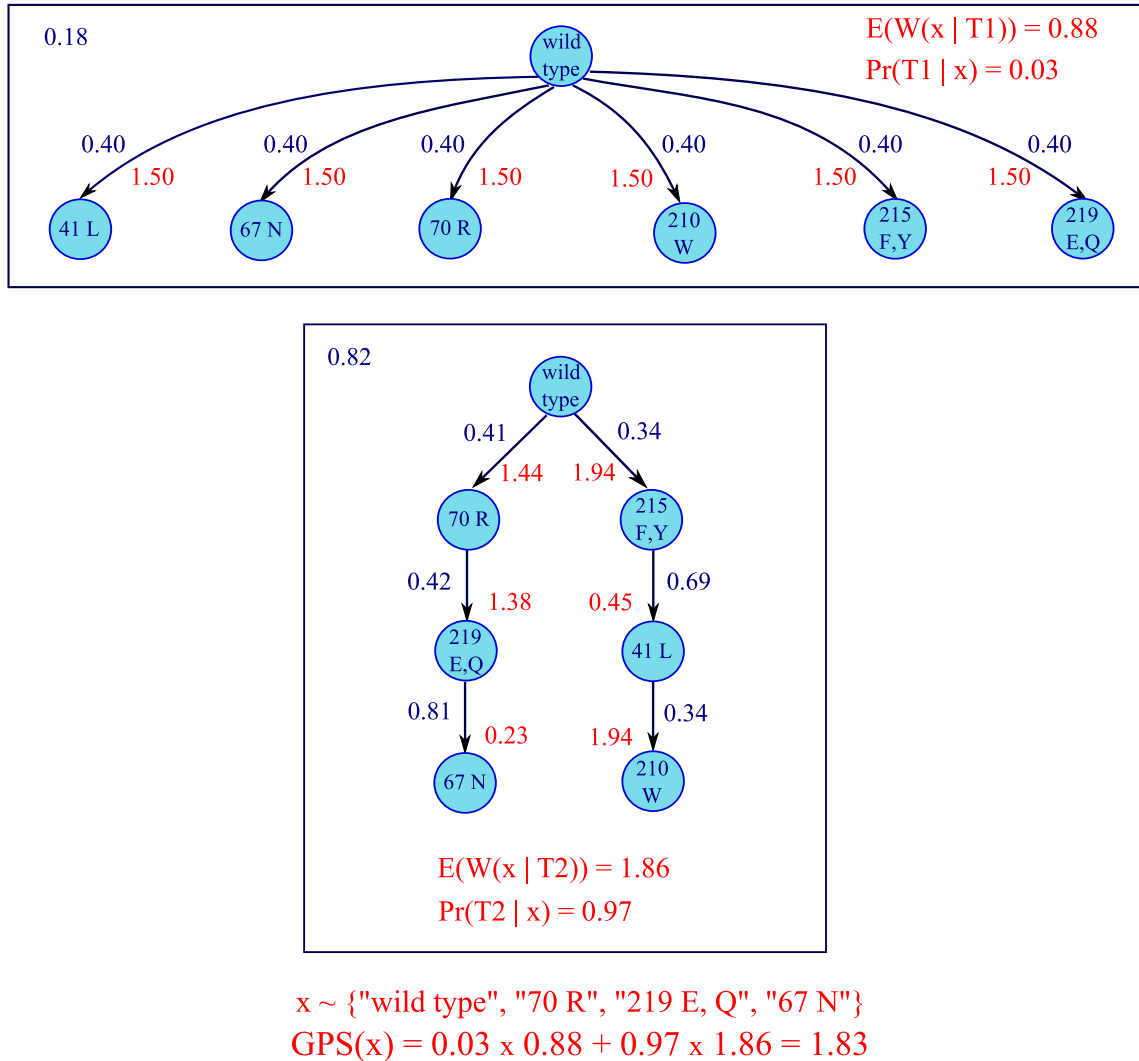 0.18
wild
type
E(W(x | T1)) = 0.88
Pr(T1 | x) = 0.03
0.40 0.40 0.40 0.40 0.40 0.40
1.50 1.50 1.50 1.50 1.50 1.50
41 L
67 N
70 R
210
W
215
F,Y
219
E,Q
0.82
wild
type
0.41 0.34
1.44 1.94
70 R
215
F,Y
0.42 0.69
1.38 0.45
219
E,Q
41 L
0.81 0.34
0.23 1.94
67 N
210
W
E(W(x | T2)) = 1.86
Pr(T2 | x) = 0.97
x ~ {"wild type", "70 R", "219 E, Q", "67 N"}
GPS(x) = 0.03 x 0.88 + 0.97 x 1.86 = 1.83